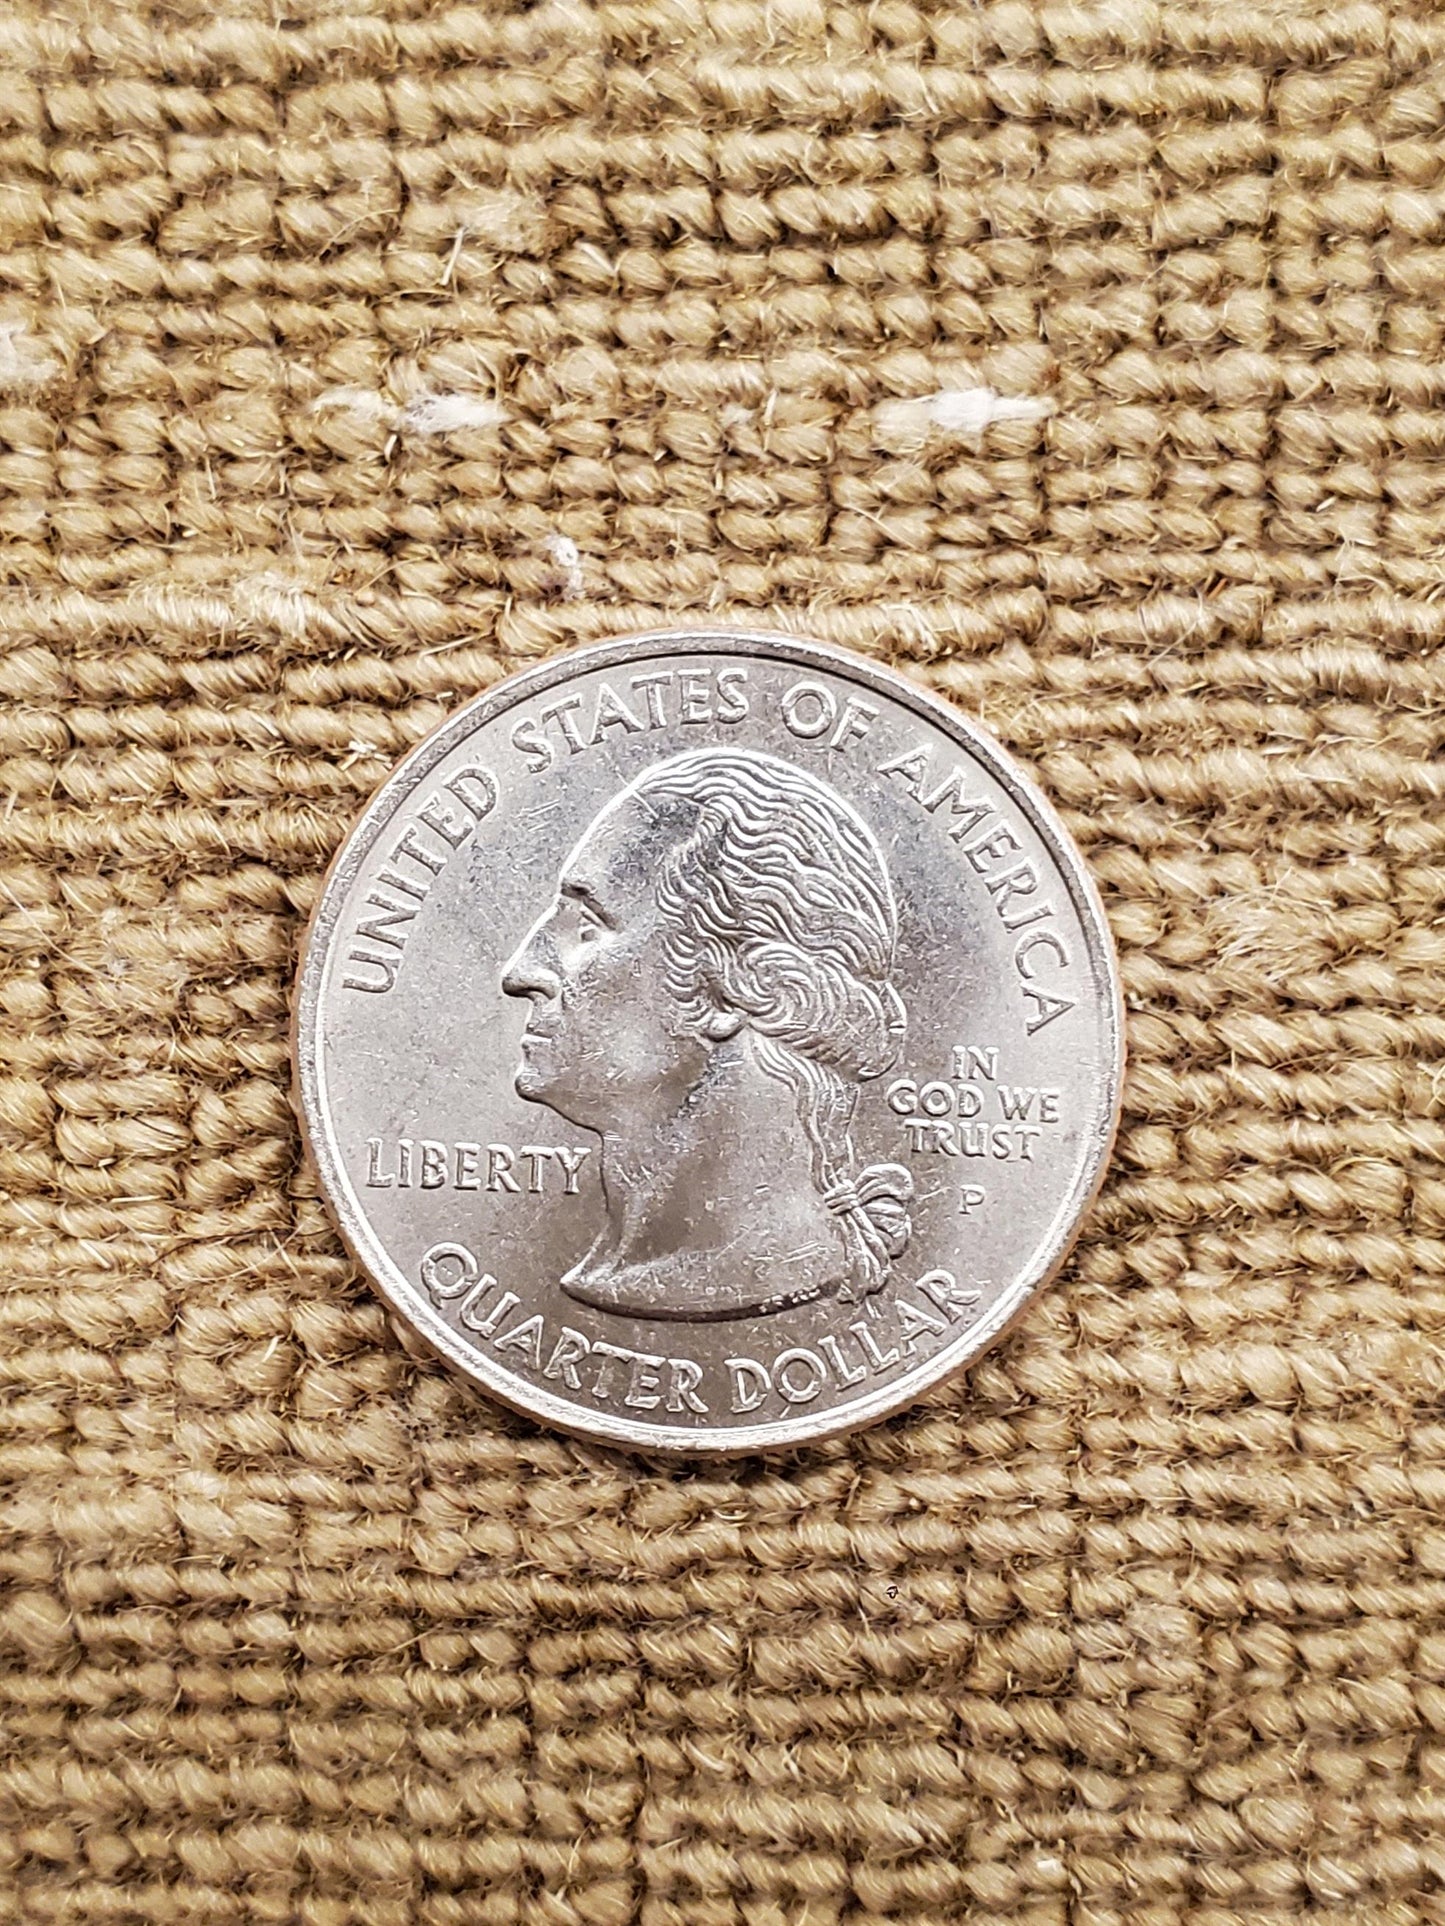 UNITED STATES OF AMERICA
LIBERTY
IN
GOD WE
TRUST
P
QUARTER DOLLAR